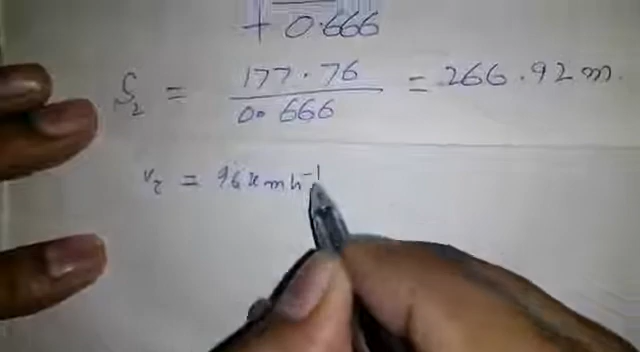 + 0.666
S₂ = 177.76 / 0.666 = 266.92 m.
v₂ = 96 km h⁻¹